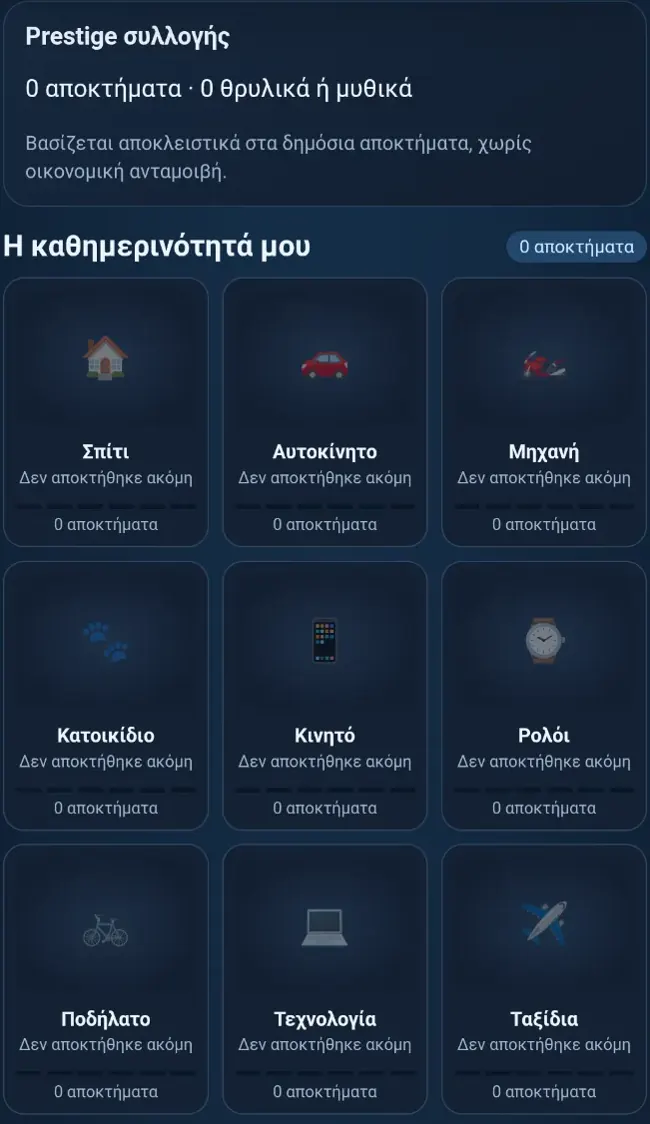 Prestige συλλογής
0 αποκτήματα · 0 θρυλικά ή μυθικά
Βασίζεται αποκλειστικά στα δημόσια αποκτήματα, χωρίς
οικονομική ανταμοιβή.
Η καθημερινότητά μου
0 αποκτήματα
Σπίτι
Δεν αποκτήθηκε ακόμη
0 αποκτήματα
Αυτοκίνητο
Δεν αποκτήθηκε ακόμη
0 αποκτήματα
Μηχανή
Δεν αποκτήθηκε ακόμη
0 αποκτήματα
Κατοικίδιο
Δεν αποκτήθηκε ακόμη
0 αποκτήματα
Κινητό
Δεν αποκτήθηκε ακόμη
0 αποκτήματα
Ρολόι
Δεν αποκτήθηκε ακόμη
0 αποκτήματα
Ποδήλατο
Δεν αποκτήθηκε ακόμη
0 αποκτήματα
Τεχνολογία
Δεν αποκτήθηκε ακόμη
0 αποκτήματα
Ταξίδια
Δεν αποκτήθηκε ακόμη
0 αποκτήματα